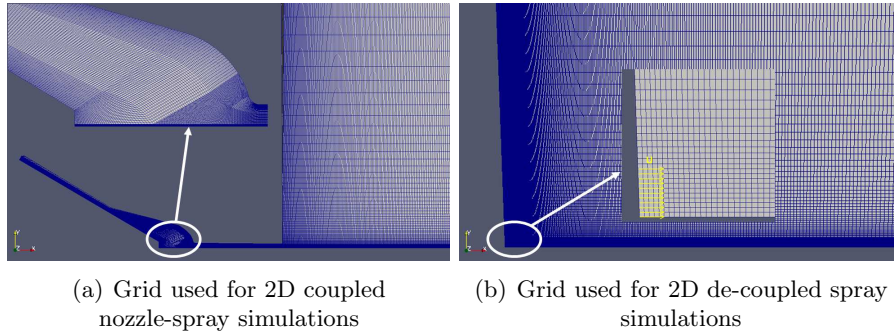 (a) Grid used for 2D coupled
nozzle-spray simulations
(b) Grid used for 2D de-coupled spray
simulations